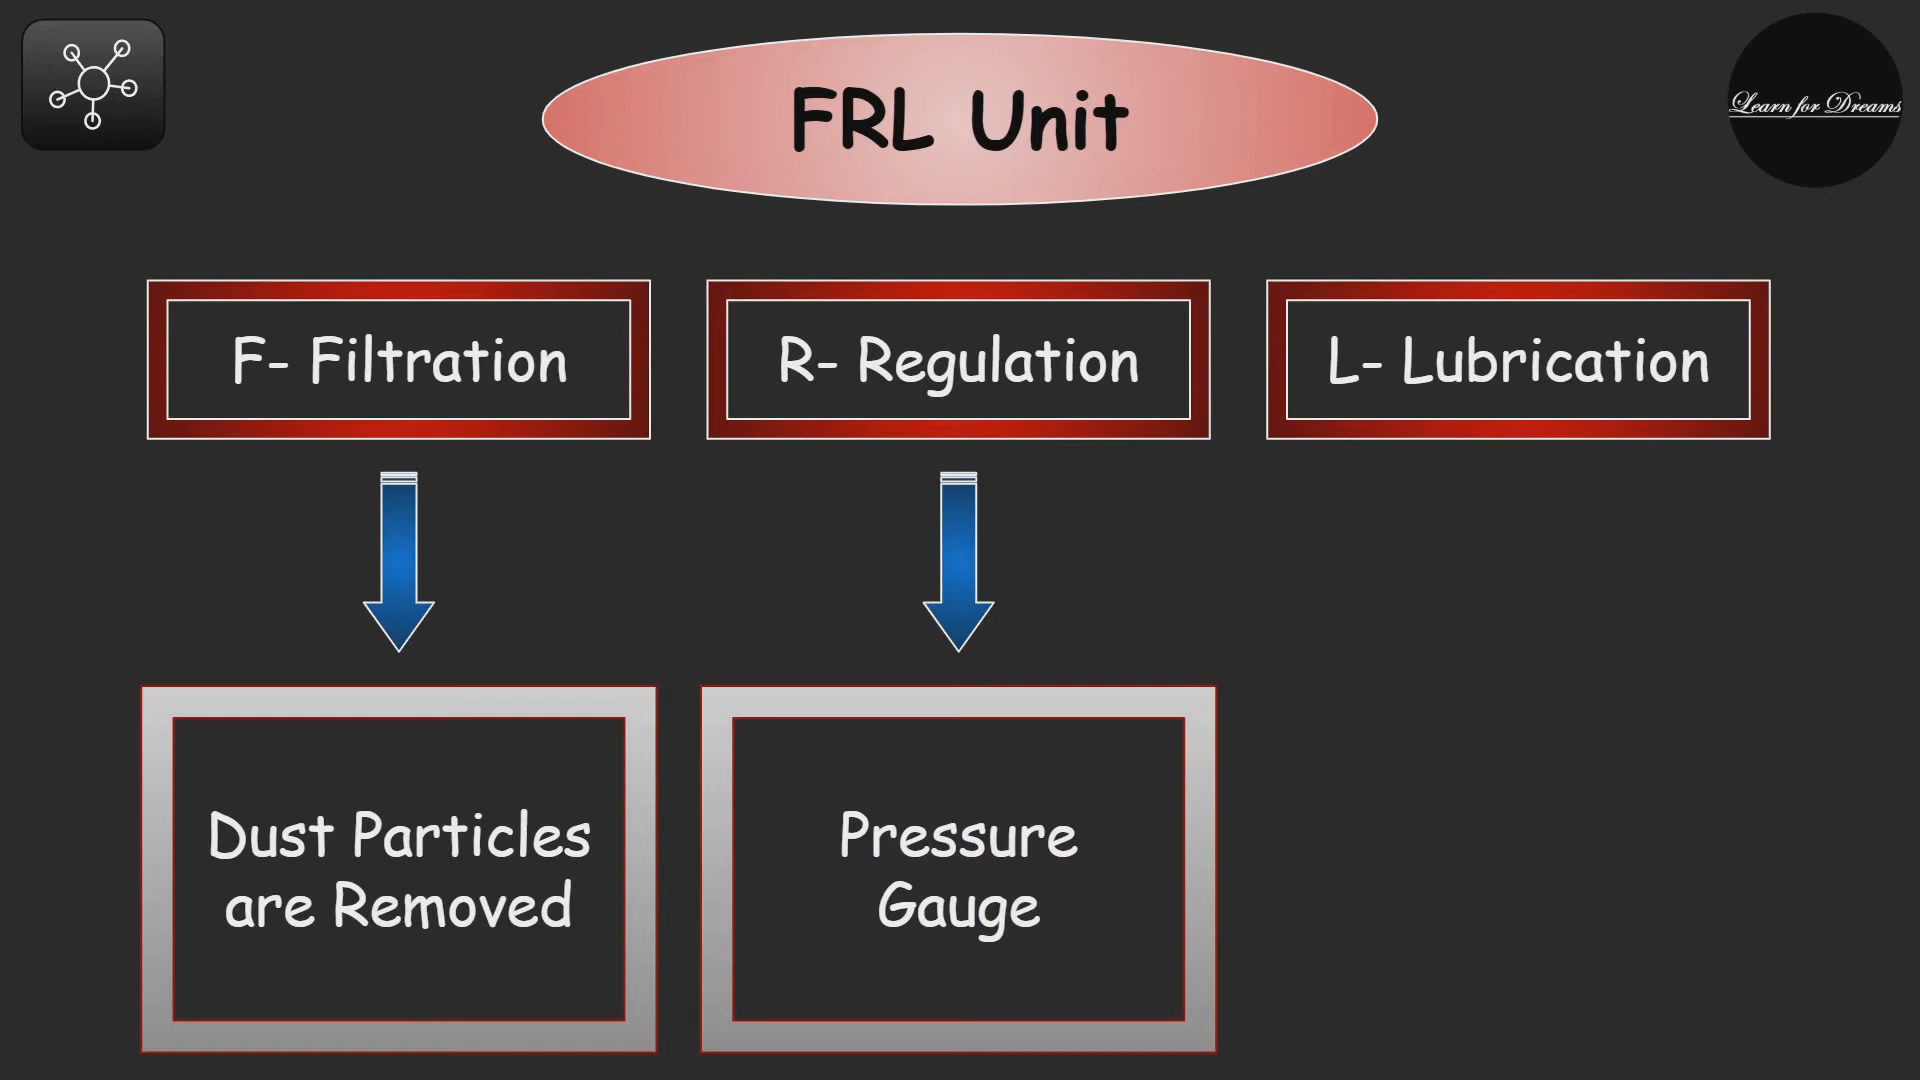 FRL Unit
Learn for Dreams
F- Filtration
R- Regulation
L- Lubrication
Dust Particles
are Removed
Pressure
Gauge